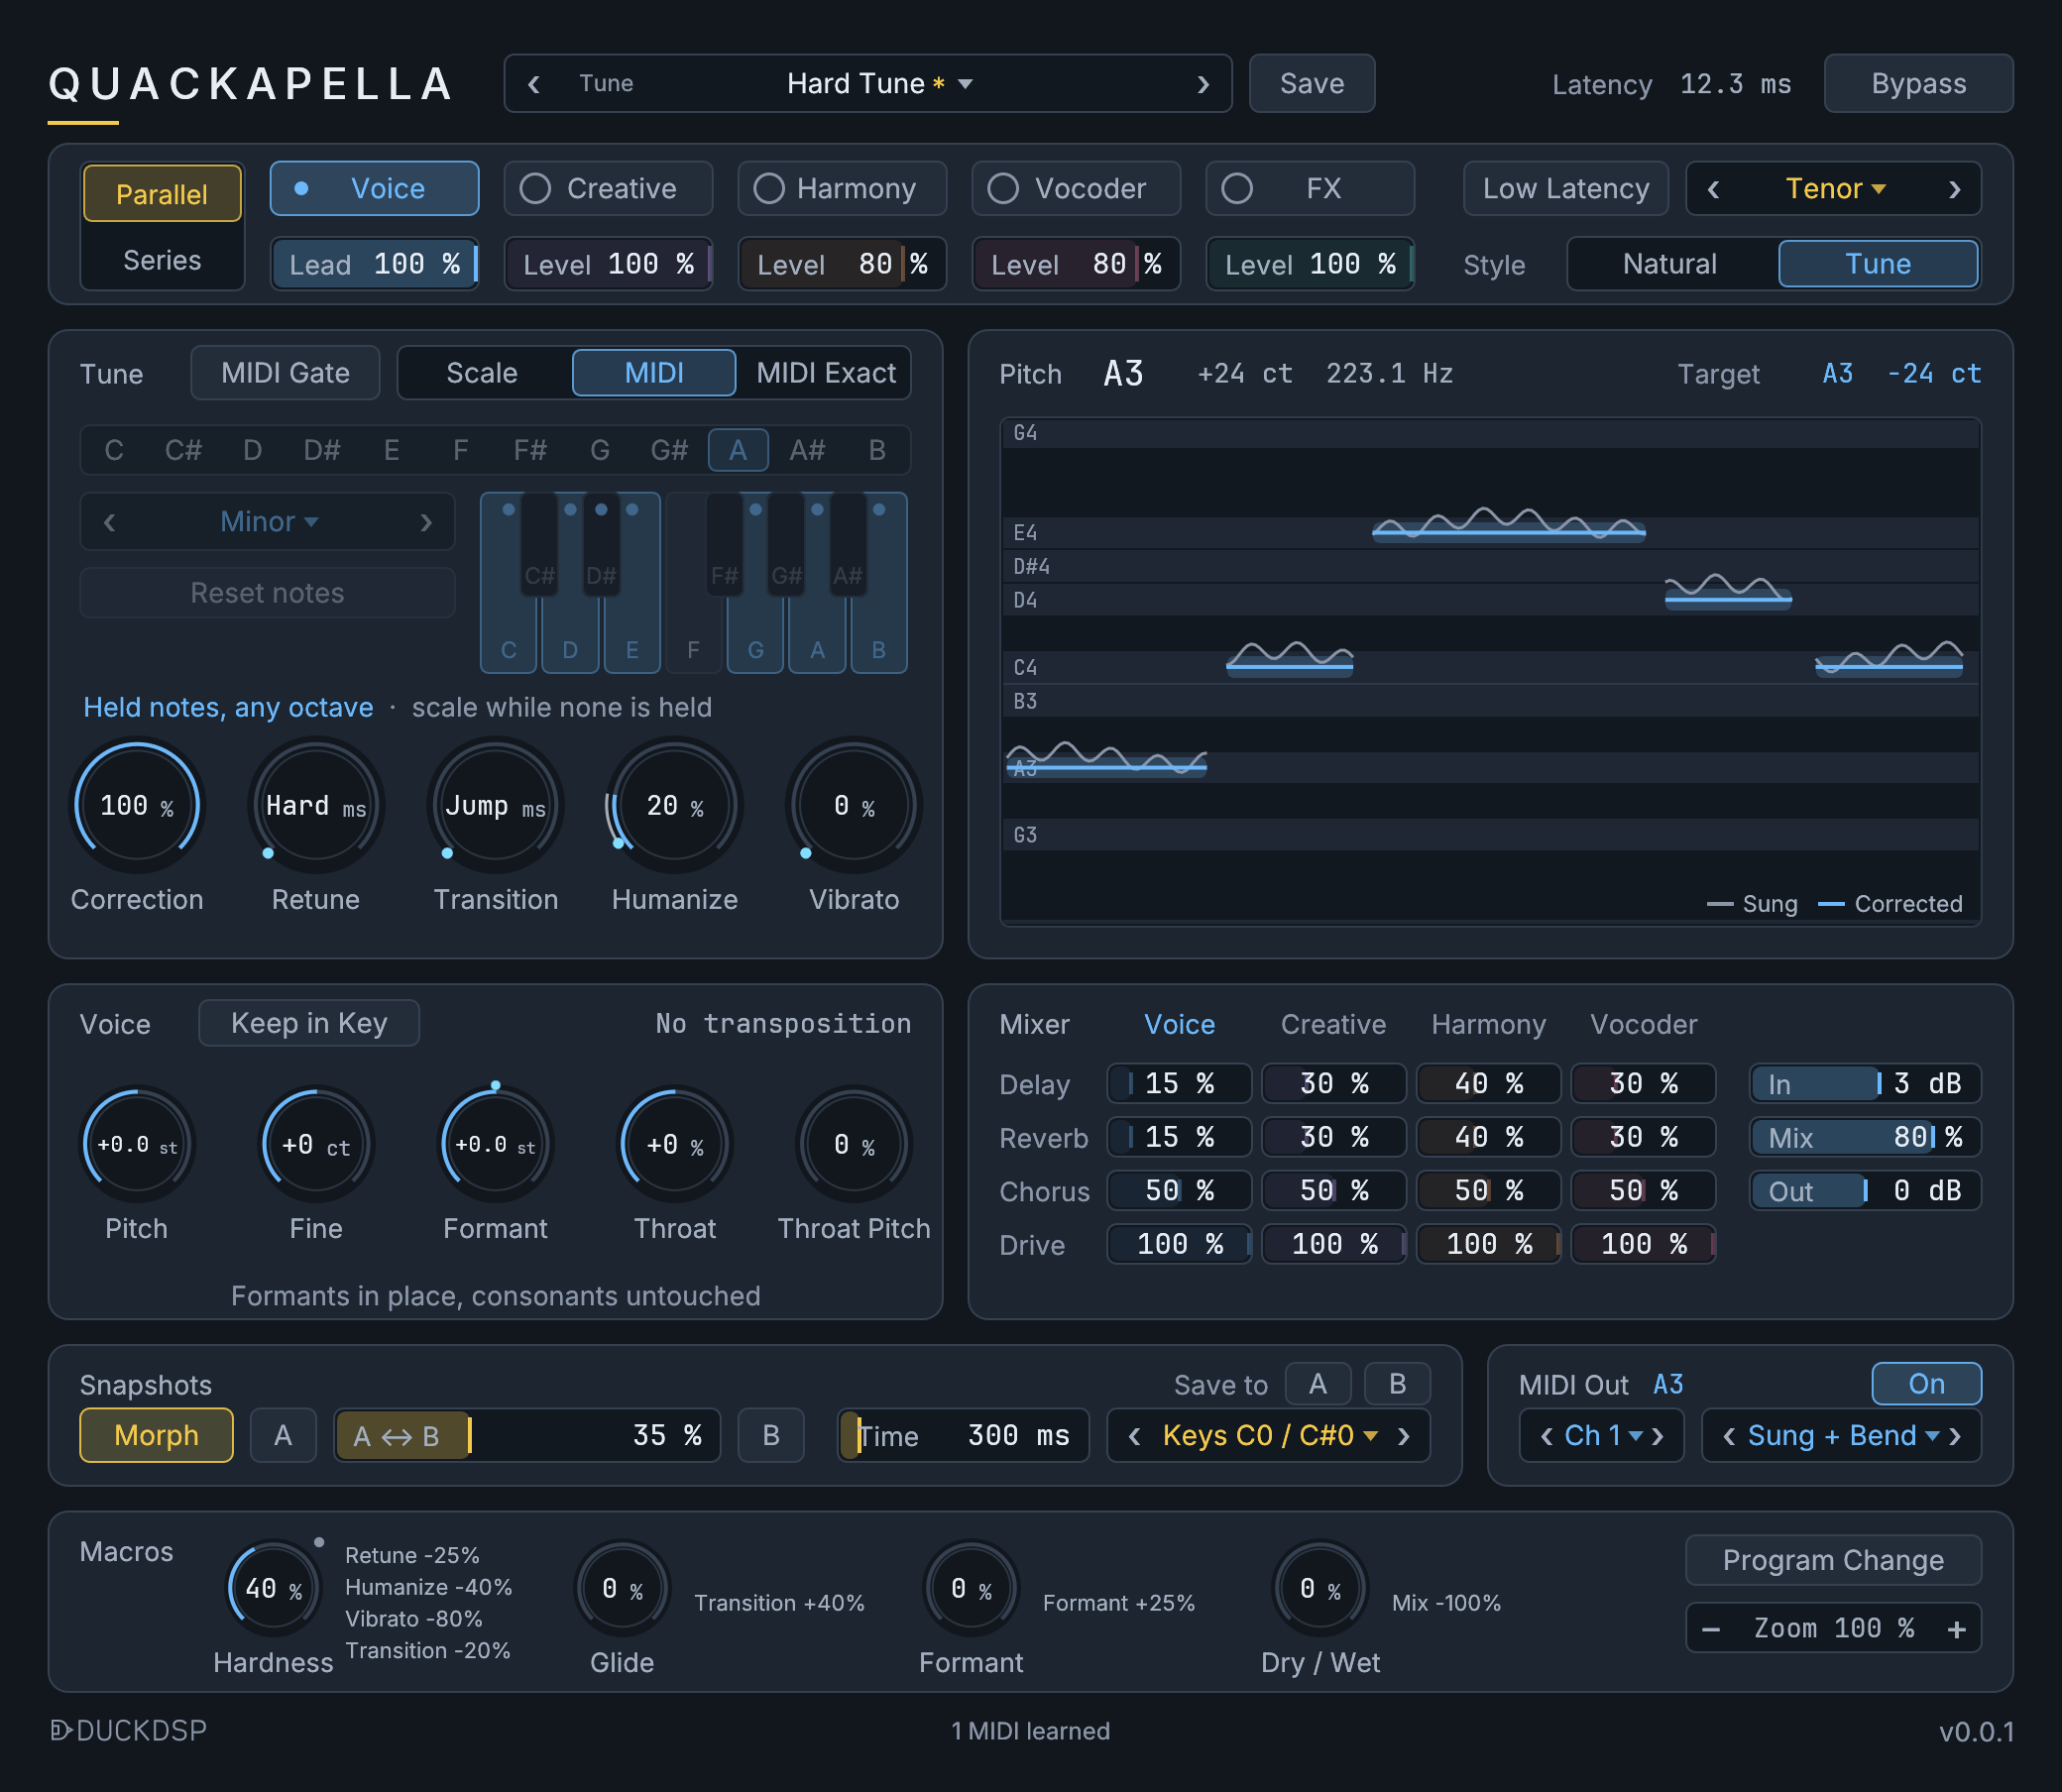 QUACKAPELLA
‹ Tune Hard Tune * ›
Save
Latency 12.3 ms
Bypass
Parallel
Voice
Creative
Harmony
Vocoder
FX
Low Latency
‹ Tenor ›
Series
Lead 100 %
Level 100 %
Level 80 %
Level 80 %
Level 100 %
Style
Natural
Tune
Tune
MIDI Gate
Scale
MIDI
MIDI Exact
C C# D D# E F F# G G# A A# B
‹ Minor ›
Reset notes
C# D# F# G# A#
C D E F G A B
Held notes, any octave · scale while none is held
100 %
Hard ms
Jump ms
20 %
0 %
Correction
Retune
Transition
Humanize
Vibrato
Pitch A3 +24 ct 223.1 Hz
Target A3 -24 ct
G4
E4
D#4
D4
C4
B3
A3
G3
Sung
Corrected
Voice
Keep in Key
No transposition
+0.0 st
+0 ct
+0.0 st
+0 %
0 %
Pitch
Fine
Formant
Throat
Throat Pitch
Formants in place, consonants untouched
Mixer Voice Creative Harmony Vocoder
Delay 15 % 30 % 40 % 30 %
In 3 dB
Reverb 15 % 30 % 40 % 30 %
Mix 80 %
Chorus 50 % 50 % 50 % 50 %
Out 0 dB
Drive 100 % 100 % 100 % 100 %
Snapshots
Save to A B
Morph
A
A ↔ B 35 %
B
Time 300 ms
‹ Keys C0 / C#0 ›
MIDI Out A3
On
‹ Ch 1 ›
‹ Sung + Bend ›
Macros
40 %
Hardness
Retune -25%
Humanize -40%
Vibrato -80%
Transition -20%
0 %
Glide
Transition +40%
0 %
Formant
Formant +25%
0 %
Dry / Wet
Mix -100%
Program Change
− Zoom 100 % +
DUCKDSP
1 MIDI learned
v0.0.1